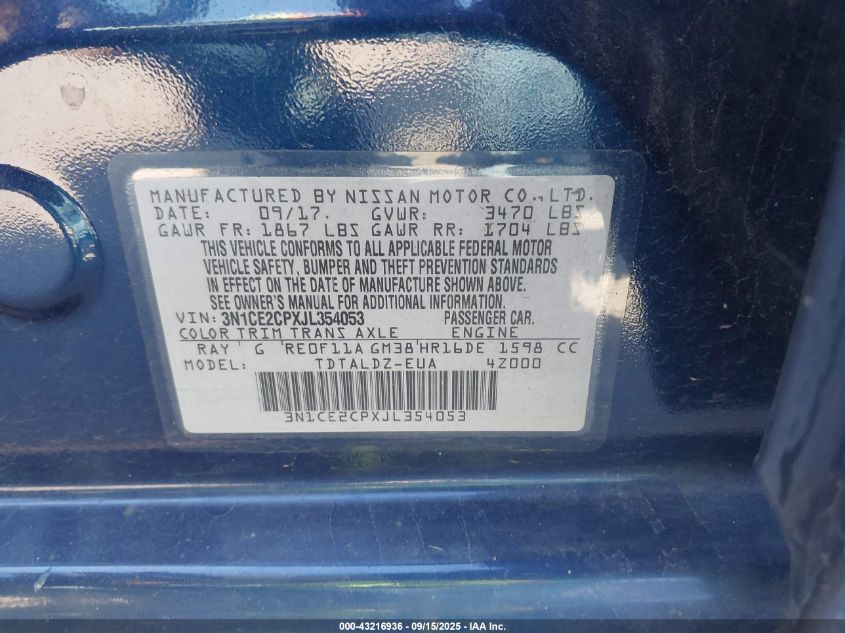 MANUFACTURED BY NISSAN MOTOR CO., LTD.
DATE: 09/17. GVWR: 3470 LBS
GAWR FR: 1867 LBS GAWR RR: 1704 LBS
THIS VEHICLE CONFORMS TO ALL APPLICABLE FEDERAL MOTOR
VEHICLE SAFETY, BUMPER AND THEFT PREVENTION STANDARDS
IN EFFECT ON THE DATE OF MANUFACTURE SHOWN ABOVE.
SEE OWNER'S MANUAL FOR ADDITIONAL INFORMATION.
VIN: 3N1CE2CPXJL354053 PASSENGER CAR.
COLOR TRIM TRANS AXLE ENGINE
RAY G RE0F11A GM38 HR16DE 1598 CC
MODEL: TDTALDZ-EUA 4Z000
3N1CE2CPXJL354053
000-43216936 - 09/15/2025 - IAA Inc.